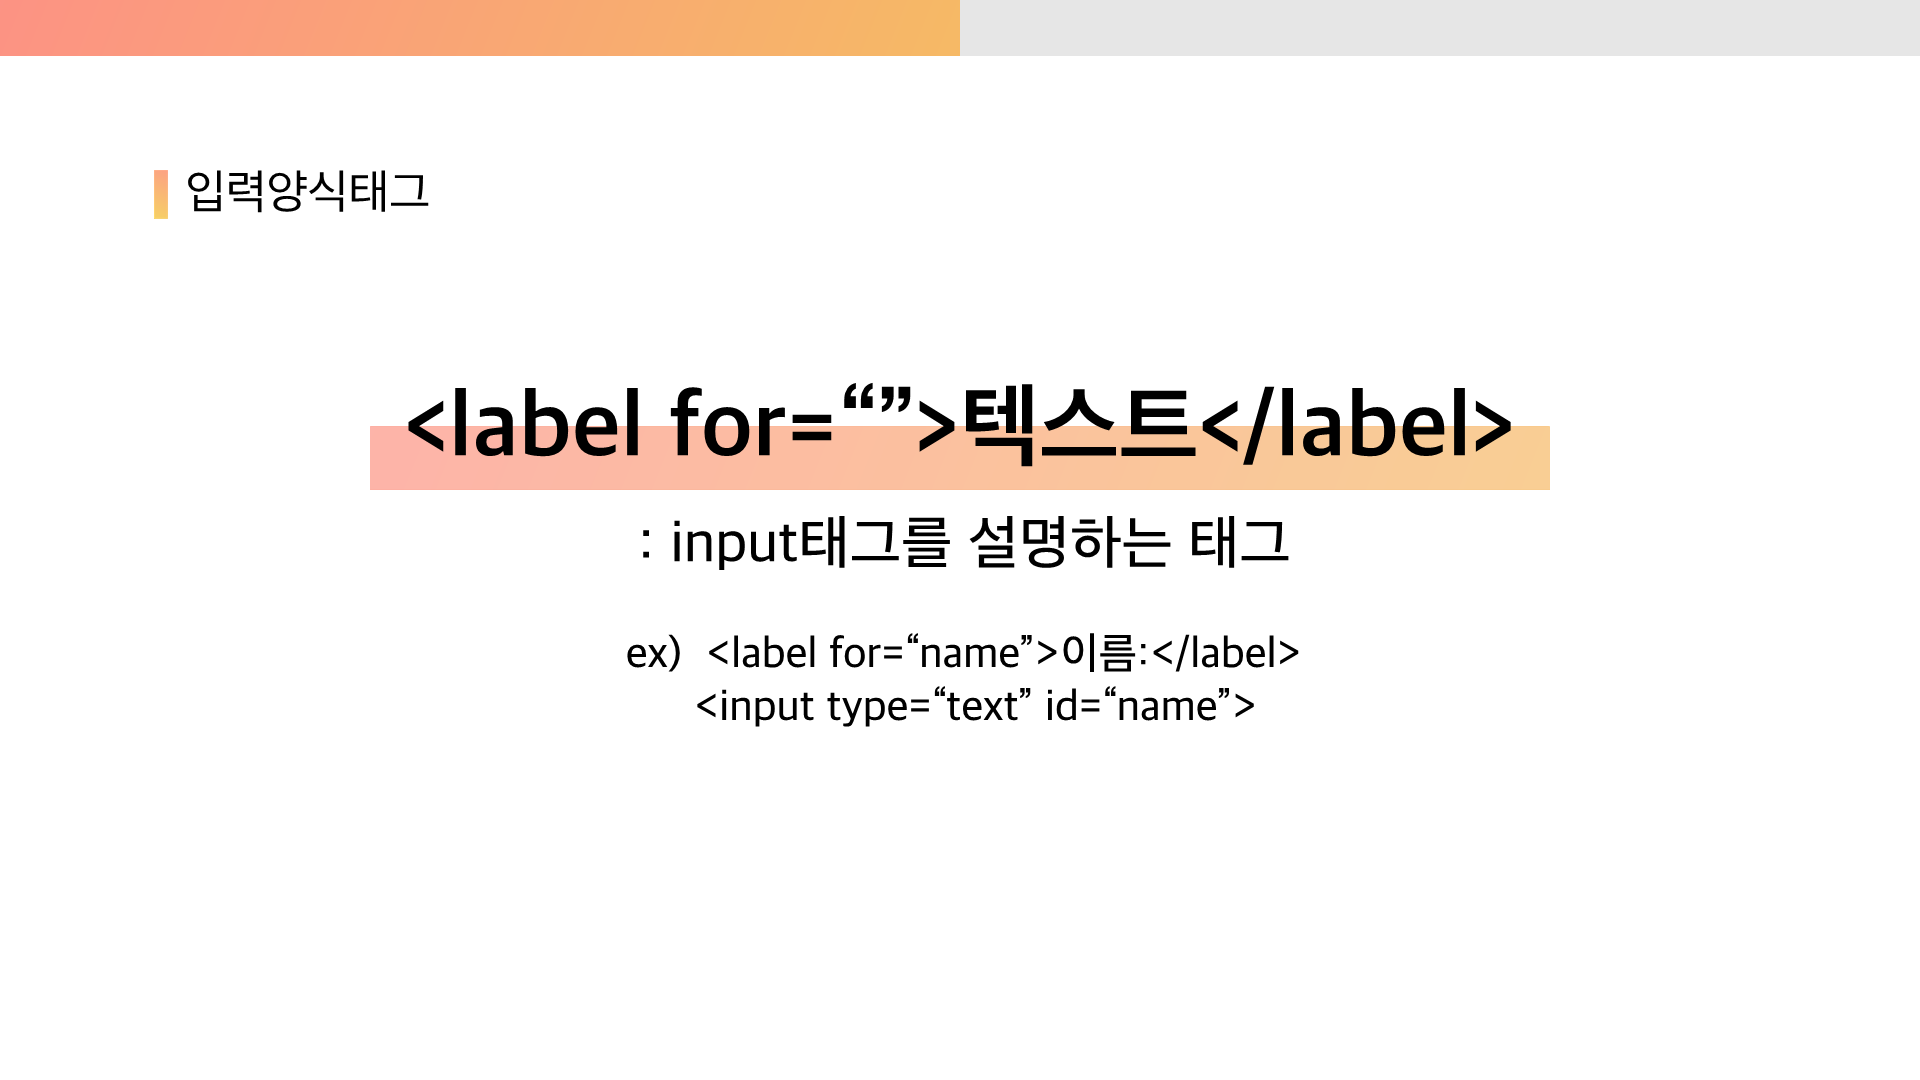 입력양식태그
<label for=“”>텍스트</label>
: input태그를 설명하는 태그
ex) <label for=“name”>이름:</label>
<input type=“text” id=“name”>